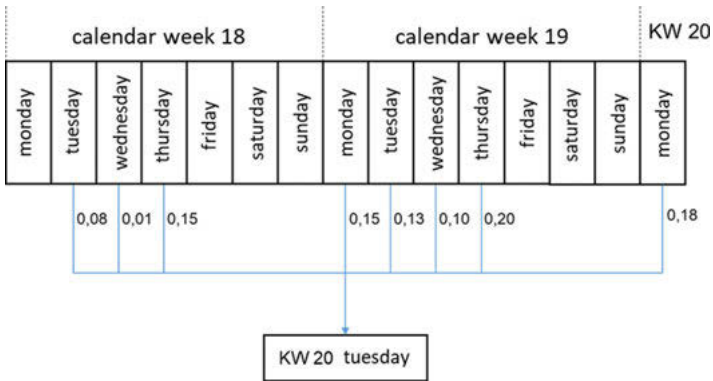 calendar week 18
calendar week 19
KW 20
monday
tuesday
wednesday
thursday
friday
saturday
sunday
monday
tuesday
wednesday
thursday
friday
saturday
sunday
monday
0,08
0,01
0,15
0,15
0,13
0,10
0,20
0,18
KW 20 tuesday